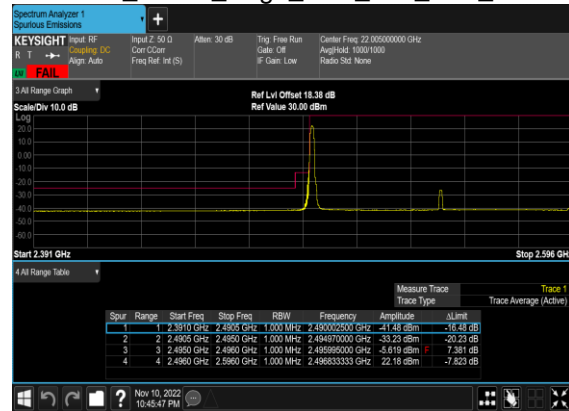 Spectrum Analyzer 1
Spurious Emissions
+
KEYSIGHT Input: RF Input Z: 50 Ω Atten: 30 dB Trig: Free Run Center Freq: 22.005000000 GHz
R T Coupling: DC Corr CCorr Gate: Off Avg|Hold: 1000/1000
Align: Auto Freq Ref: Int (S) IF Gain: Low Radio Std: None
FAIL
3 All Range Graph
Ref Lvl Offset 18.38 dB
Scale/Div 10.0 dB Ref Value 30.00 dBm
Log
20.0
10.0
0.00
-10.0
-20.0
-30.0
-40.0
-50.0
-60.0
Start 2.391 GHz Stop 2.596 GHz
4 All Range Table
Measure Trace Trace 1
Trace Type Trace Average (Active)
Spur Range Start Freq Stop Freq RBW Frequency Amplitude ΔLimit
1 1 2.3910 GHz 2.4905 GHz 1.000 MHz 2.490002500 GHz -41.48 dBm -16.48 dB
2 2 2.4905 GHz 2.4950 GHz 1.000 MHz 2.494970000 GHz -33.23 dBm -20.23 dB
3 3 2.4950 GHz 2.4960 GHz 1.000 MHz 2.495995000 GHz -5.619 dBm F 7.381 dB
4 4 2.4960 GHz 2.5960 GHz 1.000 MHz 2.496833333 GHz 22.18 dBm -7.823 dB
? Nov 10, 2022
10:45:47 PM